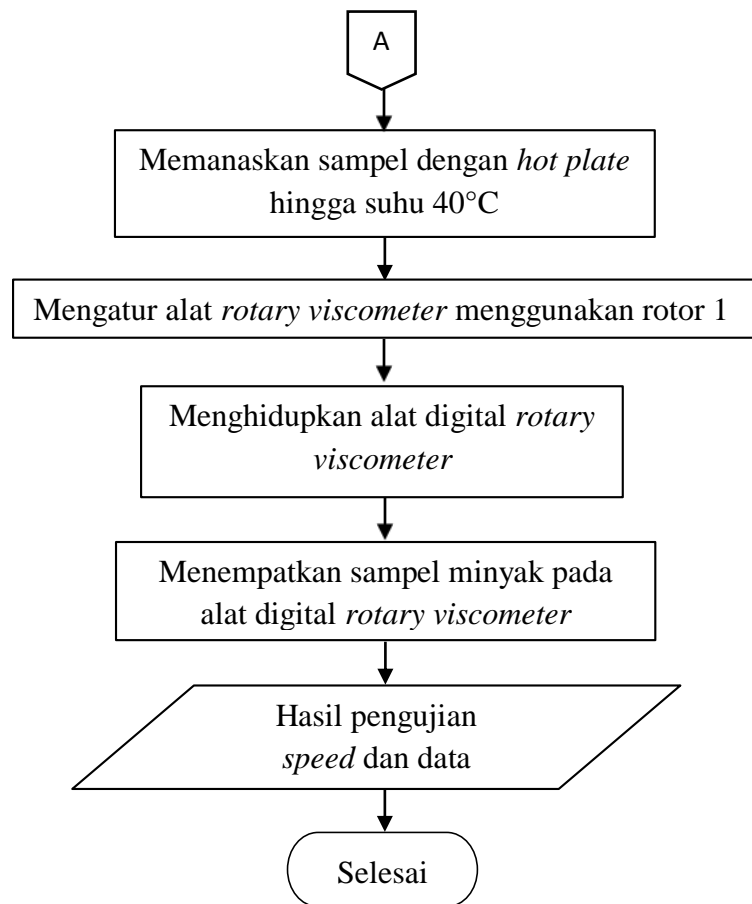 A
Memanaskan sampel dengan hot plate
hingga suhu 40°C
Mengatur alat rotary viscometer menggunakan rotor 1
Menghidupkan alat digital rotary
viscometer
Menempatkan sampel minyak pada
alat digital rotary viscometer
Hasil pengujian
speed dan data
Selesai